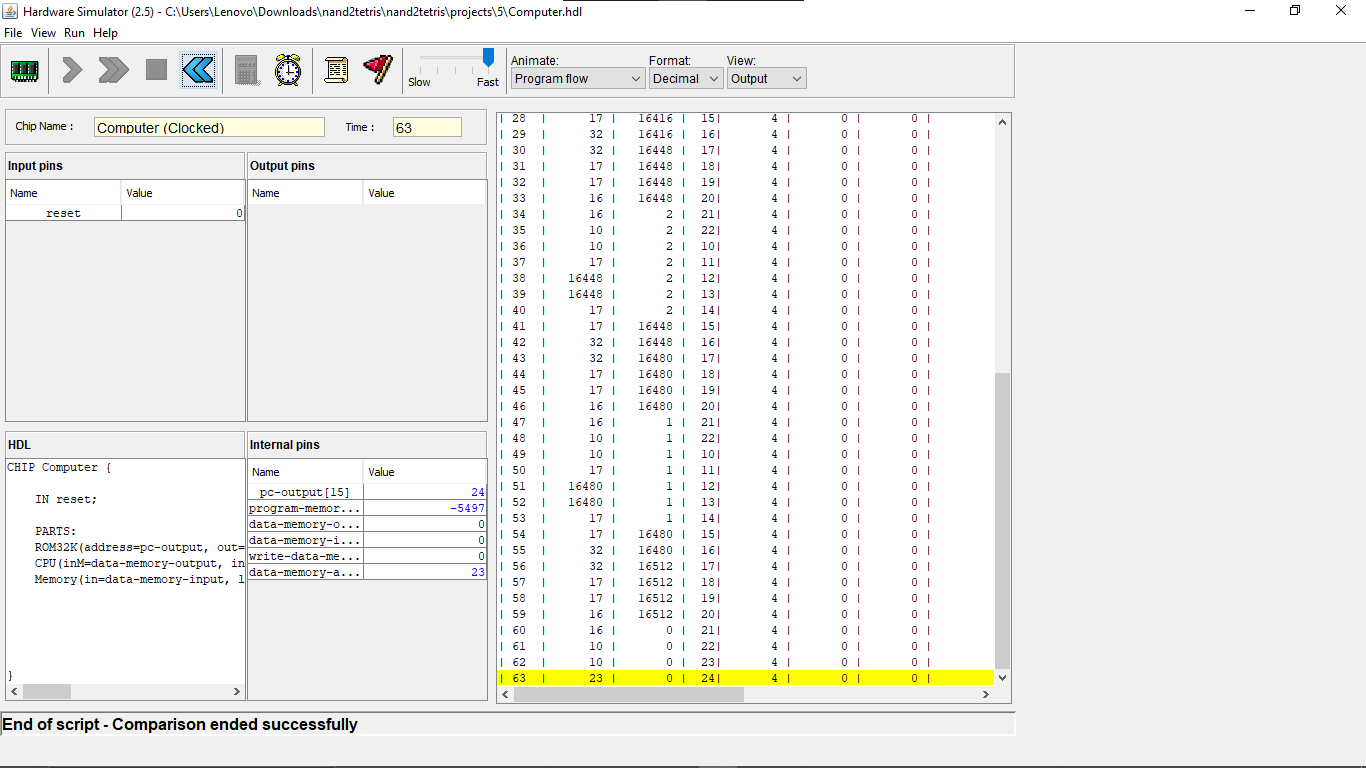 Hardware Simulator (2.5) - C:\Users\Lenovo\Downloads\nand2tetris\nand2tetris\projects\5\Computer.hdl
File View Run Help
Animate: Format: View:
Slow Fast Program flow Decimal Output
Chip Name : Computer (Clocked) Time : 63
Input pins
Name Value
reset 0
Output pins
Name Value
HDL
CHIP Computer {
IN reset;
PARTS:
ROM32K(address=pc-output, out=
CPU(inM=data-memory-output, in
Memory(in=data-memory-input, l
}
Internal pins
Name Value
pc-output[15] 24
program-memor... -5497
data-memory-o... 0
data-memory-i... 0
write-data-me... 0
data-memory-a... 23
| 28 | 17 | 16416 | 15| 4 | 0 | 0 |
| 29 | 32 | 16416 | 16| 4 | 0 | 0 |
| 30 | 32 | 16448 | 17| 4 | 0 | 0 |
| 31 | 17 | 16448 | 18| 4 | 0 | 0 |
| 32 | 17 | 16448 | 19| 4 | 0 | 0 |
| 33 | 16 | 16448 | 20| 4 | 0 | 0 |
| 34 | 16 | 2 | 21| 4 | 0 | 0 |
| 35 | 10 | 2 | 22| 4 | 0 | 0 |
| 36 | 10 | 2 | 10| 4 | 0 | 0 |
| 37 | 17 | 2 | 11| 4 | 0 | 0 |
| 38 | 16448 | 2 | 12| 4 | 0 | 0 |
| 39 | 16448 | 2 | 13| 4 | 0 | 0 |
| 40 | 17 | 2 | 14| 4 | 0 | 0 |
| 41 | 17 | 16448 | 15| 4 | 0 | 0 |
| 42 | 32 | 16448 | 16| 4 | 0 | 0 |
| 43 | 32 | 16480 | 17| 4 | 0 | 0 |
| 44 | 17 | 16480 | 18| 4 | 0 | 0 |
| 45 | 17 | 16480 | 19| 4 | 0 | 0 |
| 46 | 16 | 16480 | 20| 4 | 0 | 0 |
| 47 | 16 | 1 | 21| 4 | 0 | 0 |
| 48 | 10 | 1 | 22| 4 | 0 | 0 |
| 49 | 10 | 1 | 10| 4 | 0 | 0 |
| 50 | 17 | 1 | 11| 4 | 0 | 0 |
| 51 | 16480 | 1 | 12| 4 | 0 | 0 |
| 52 | 16480 | 1 | 13| 4 | 0 | 0 |
| 53 | 17 | 1 | 14| 4 | 0 | 0 |
| 54 | 17 | 16480 | 15| 4 | 0 | 0 |
| 55 | 32 | 16480 | 16| 4 | 0 | 0 |
| 56 | 32 | 16512 | 17| 4 | 0 | 0 |
| 57 | 17 | 16512 | 18| 4 | 0 | 0 |
| 58 | 17 | 16512 | 19| 4 | 0 | 0 |
| 59 | 16 | 16512 | 20| 4 | 0 | 0 |
| 60 | 16 | 0 | 21| 4 | 0 | 0 |
| 61 | 10 | 0 | 22| 4 | 0 | 0 |
| 62 | 10 | 0 | 23| 4 | 0 | 0 |
| 63 | 23 | 0 | 24| 4 | 0 | 0 |
End of script - Comparison ended successfully